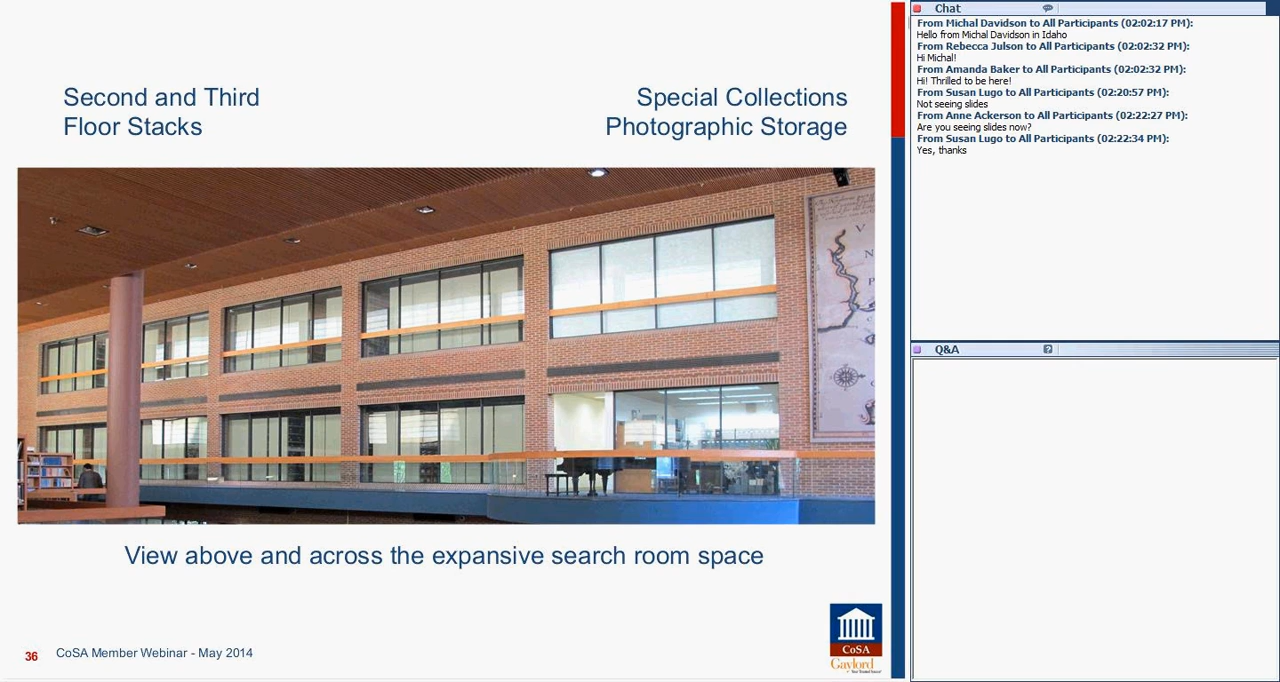 Second and Third
Floor Stacks
Special Collections
Photographic Storage
View above and across the expansive search room space
36
CoSA Member Webinar - May 2014
CoSA
Gaylord
Chat
From Michal Davidson to All Participants (02:02:17 PM):
Hello from Michal Davidson in Idaho
From Rebecca Julson to All Participants (02:02:32 PM):
Hi Michal!
From Amanda Baker to All Participants (02:02:32 PM):
Hi! Thrilled to be here!
From Susan Lugo to All Participants (02:20:57 PM):
Not seeing slides
From Anne Ackerson to All Participants (02:22:27 PM):
Are you seeing slides now?
From Susan Lugo to All Participants (02:22:34 PM):
Yes, thanks
Q&A